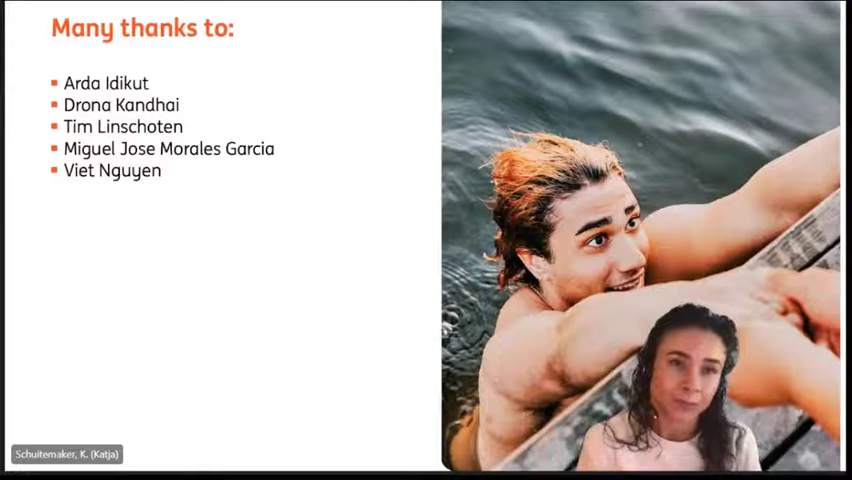 Many thanks to:
Arda Idikut
Drona Kandhai
Tim Linschoten
Miguel Jose Morales Garcia
Viet Nguyen
Schuitemaker, K. (Katja)